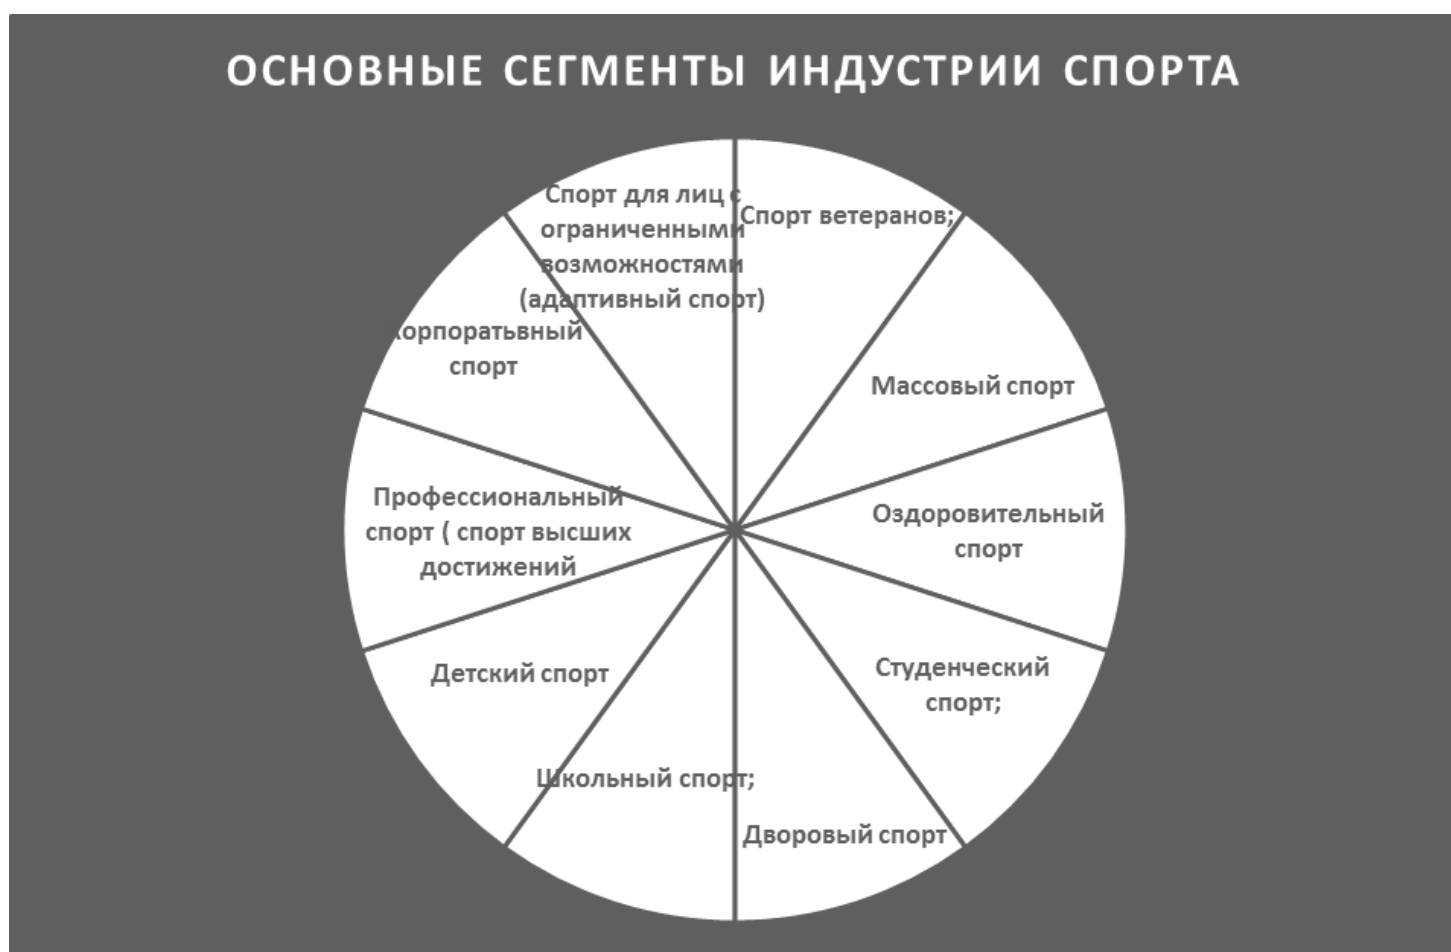 ОСНОВНЫЕ СЕГМЕНТЫ ИНДУСТРИИ СПОРТА
Спорт ветеранов;
Массовый спорт
Оздоровительный
спорт
Студенческий
спорт;
Дворовый спорт
Школьный спорт;
Детский спорт
Профессиональный
спорт ( спорт высших
достижений
Корпоратьвный
спорт
Спорт для лиц с
ограниченными
возможностями
(адаптивный спорт)